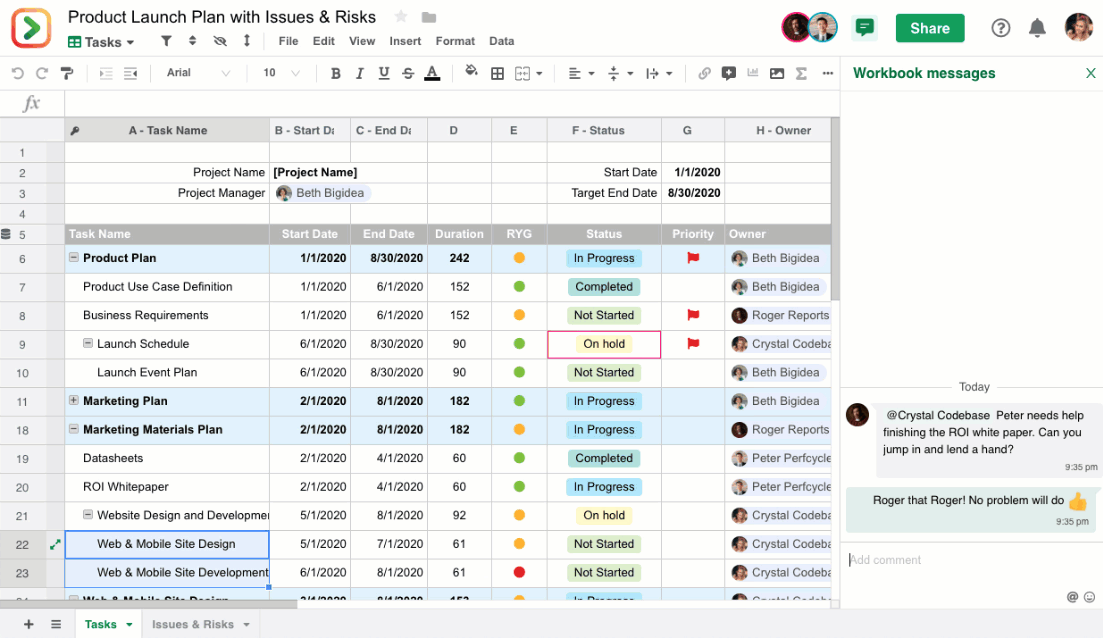 Product Launch Plan with Issues & Risks
Tasks File Edit View Insert Format Data
Share
Arial 10 B I U S A
Workbook messages X
fx
A - Task Name B - Start Da C - End Da D E F - Status G H - Owner
1
2 Project Name [Project Name] Start Date 1/1/2020
3 Project Manager Beth Bigidea Target End Date 8/30/2020
4
5 Task Name Start Date End Date Duration RYG Status Priority Owner
6 Product Plan 1/1/2020 8/30/2020 242 In Progress Beth Bigidea
7 Product Use Case Definition 1/1/2020 6/1/2020 152 Completed Beth Bigidea
8 Business Requirements 1/1/2020 6/1/2020 152 Not Started Roger Reports
9 Launch Schedule 6/1/2020 8/30/2020 90 On hold Crystal Codeba
10 Launch Event Plan 6/1/2020 8/30/2020 90 Not Started Beth Bigidea
11 Marketing Plan 2/1/2020 8/1/2020 182 In Progress Beth Bigidea
18 Marketing Materials Plan 2/1/2020 8/1/2020 182 In Progress Roger Reports
19 Datasheets 2/1/2020 4/1/2020 60 Completed Peter Perfcycle
20 ROI Whitepaper 2/1/2020 4/1/2020 60 In Progress Peter Perfcycle
21 Website Design and Developmer 5/1/2020 8/1/2020 92 On hold Crystal Codeba
22 Web & Mobile Site Design 5/1/2020 7/1/2020 61 Not Started Crystal Codeba
23 Web & Mobile Site Development 6/1/2020 8/1/2020 61 Not Started Crystal Codeba
Web & Mobile Site Design
Today
@Crystal Codebase Peter needs help
finishing the ROI white paper. Can you
jump in and lend a hand?
9:35 pm
Roger that Roger! No problem will do
9:35 pm
Add comment
@
Tasks Issues & Risks